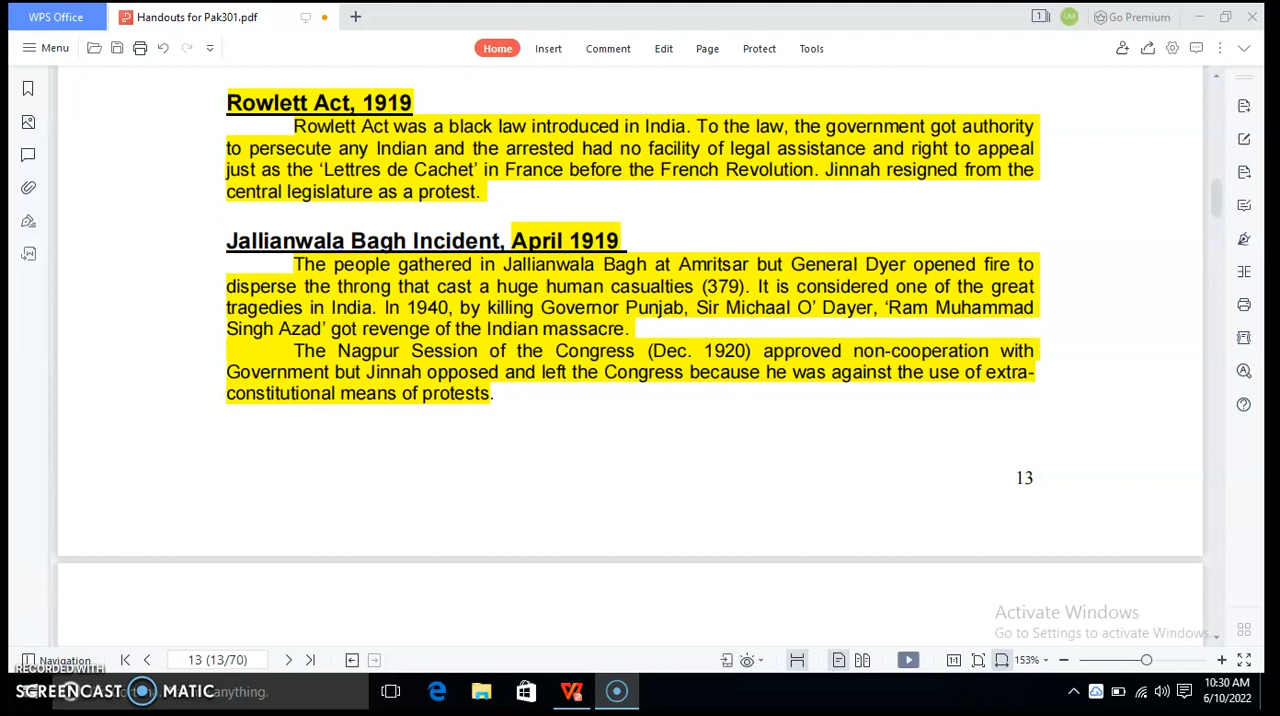 WPS Office
Handouts for Pak301.pdf
1
UM
Go Premium
Menu
Home
Insert
Comment
Edit
Page
Protect
Tools
Rowlett Act, 1919
Rowlett Act was a black law introduced in India. To the law, the government got authority
to persecute any Indian and the arrested had no facility of legal assistance and right to appeal
just as the ‘Lettres de Cachet’ in France before the French Revolution. Jinnah resigned from the
central legislature as a protest.
Jallianwala Bagh Incident, April 1919
The people gathered in Jallianwala Bagh at Amritsar but General Dyer opened fire to
disperse the throng that cast a huge human casualties (379). It is considered one of the great
tragedies in India. In 1940, by killing Governor Punjab, Sir Michaal O’ Dayer, ‘Ram Muhammad
Singh Azad’ got revenge of the Indian massacre.
The Nagpur Session of the Congress (Dec. 1920) approved non-cooperation with
Government but Jinnah opposed and left the Congress because he was against the use of extra-
constitutional means of protests.
13
Activate Windows
Go to Settings to activate Windows.
Navigation
13 (13/70)
1:1
153%
RECORDED WITH
SCREENCAST MATIC
anything.
10:30 AM
6/10/2022